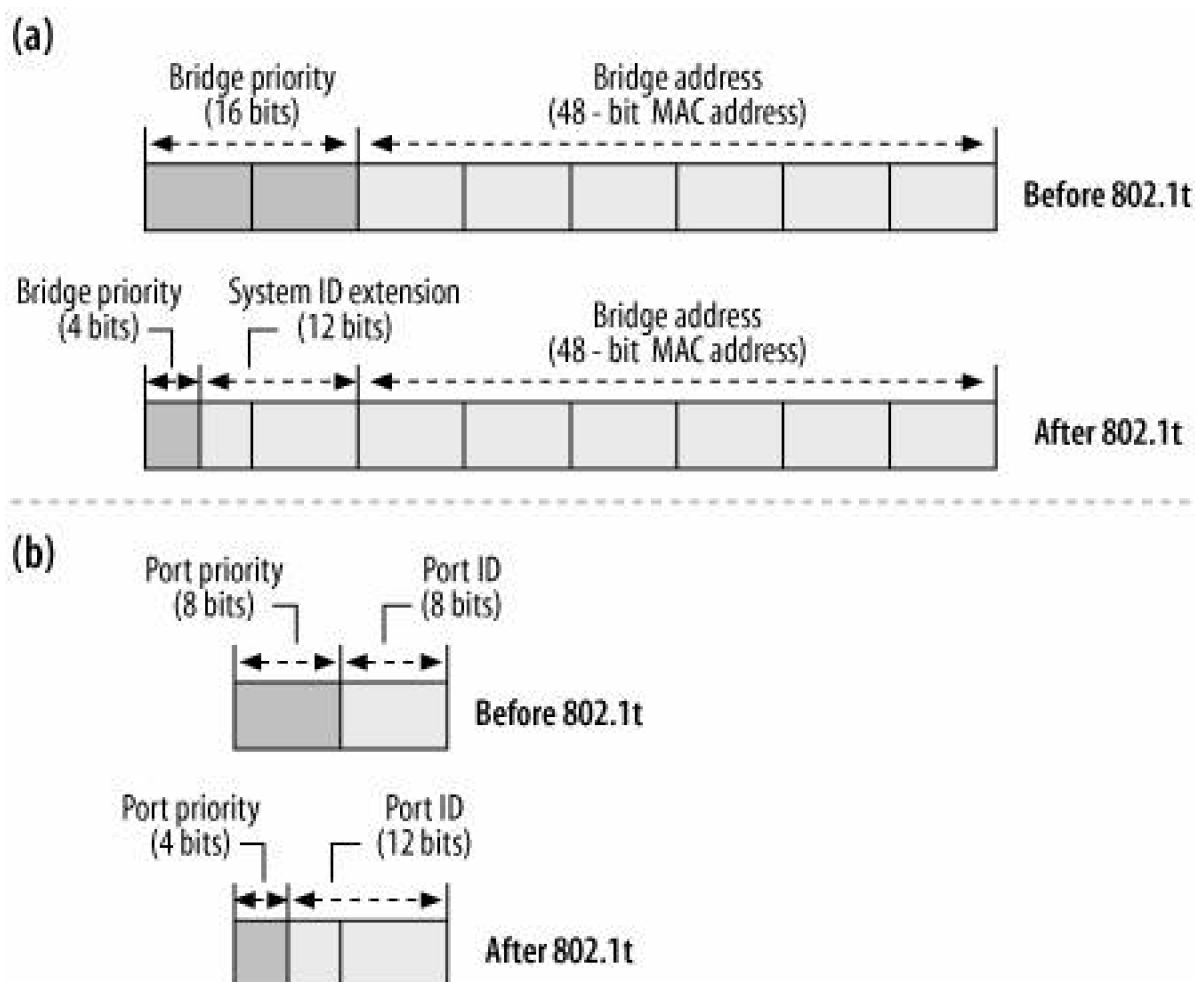 (a)
Bridge priority
(16 bits)
Bridge address
(48 - bit MAC address)
Before 802.1t
Bridge priority
(4 bits)
System ID extension
(12 bits)
Bridge address
(48 - bit MAC address)
After 802.1t
(b)
Port priority
(8 bits)
Port ID
(8 bits)
Before 802.1t
Port priority
(4 bits)
Port ID
(12 bits)
After 802.1t